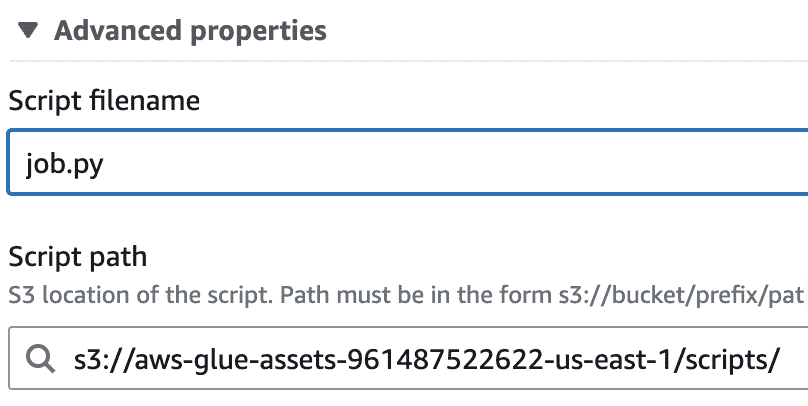 ▼ Advanced properties
Script filename
job.py
Script path
S3 location of the script. Path must be in the form s3://bucket/prefix/pat
s3://aws-glue-assets-961487522622-us-east-1/scripts/